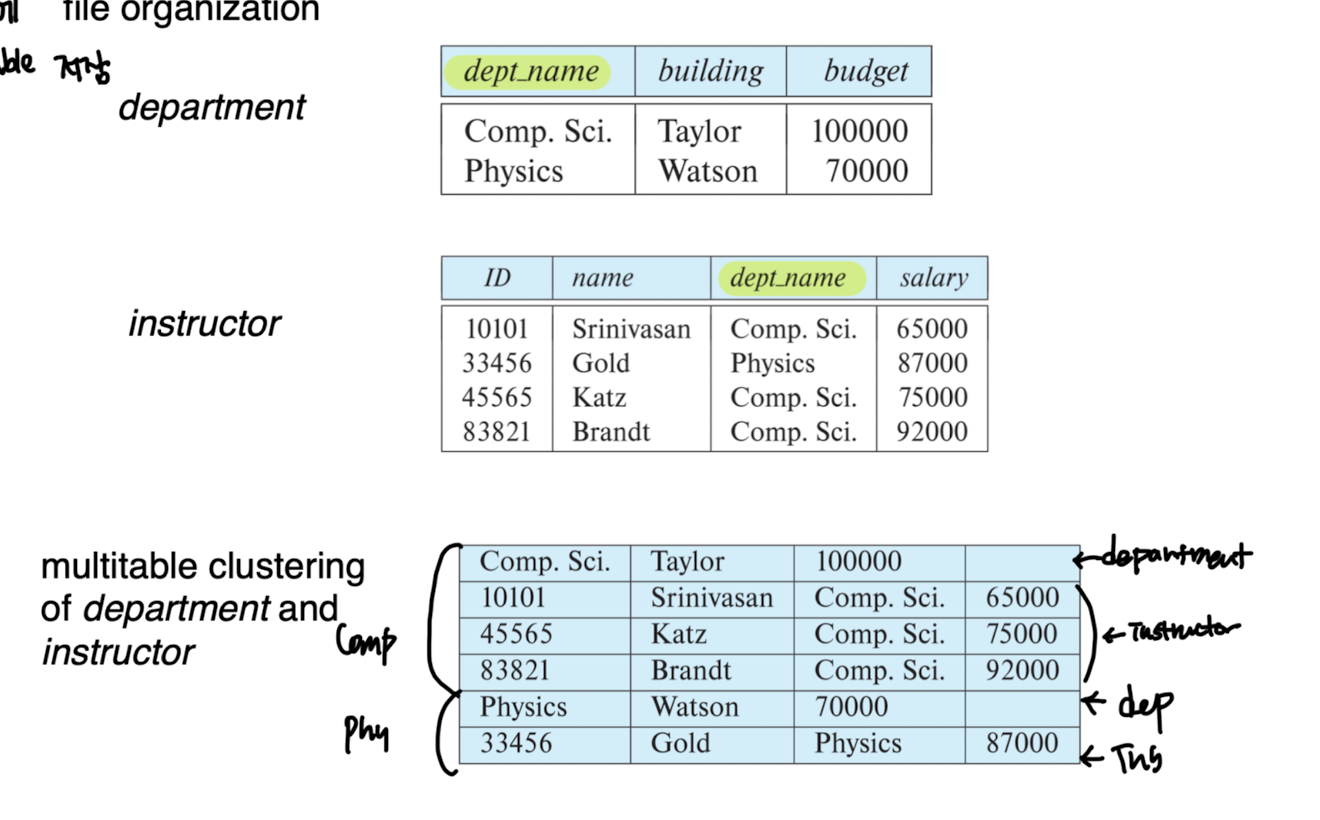 file organization
저장
dept_name building budget
department
Comp. Sci. Taylor 100000
Physics Watson 70000
ID name dept_name salary
instructor
10101 Srinivasan Comp. Sci. 65000
33456 Gold Physics 87000
45565 Katz Comp. Sci. 75000
83821 Brandt Comp. Sci. 92000
multitable clustering
of department and
instructor
Comp
Phy
Comp. Sci. Taylor 100000 ←department
10101 Srinivasan Comp. Sci. 65000
45565 Katz Comp. Sci. 75000 ← Instructor
83821 Brandt Comp. Sci. 92000
Physics Watson 70000 ← dep
33456 Gold Physics 87000 ← Ins